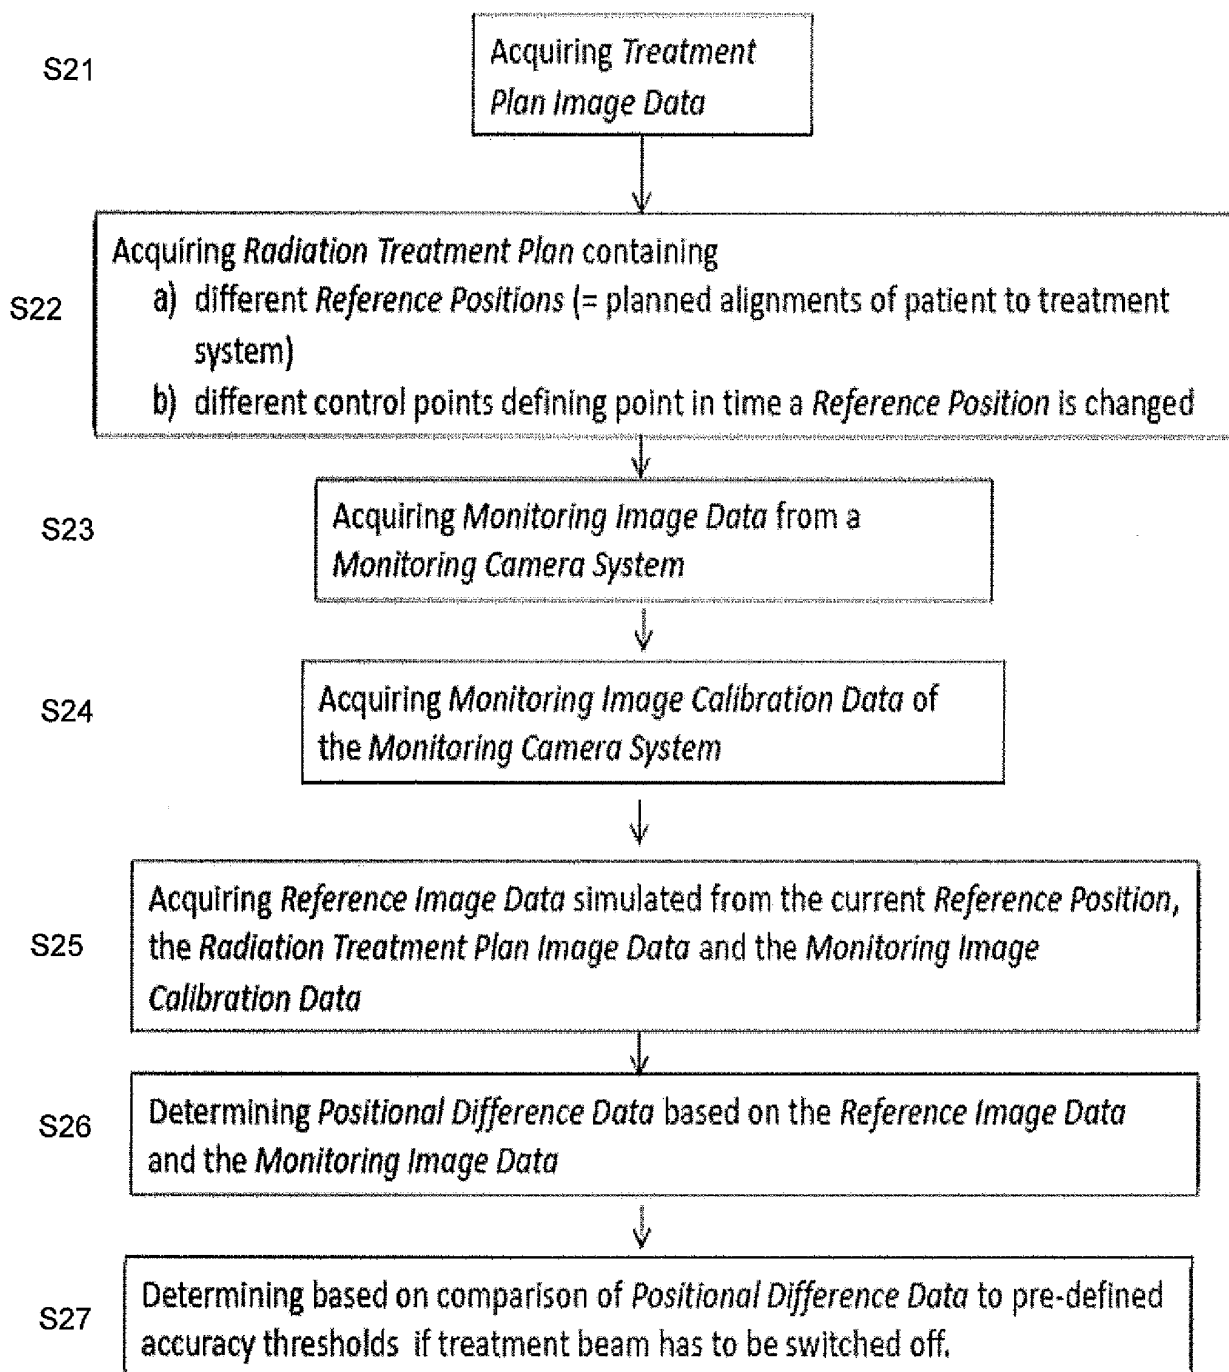 S21
Acquiring Treatment
Plan Image Data
S22
Acquiring Radiation Treatment Plan containing
a) different Reference Positions (= planned alignments of patient to treatment
system)
b) different control points defining point in time a Reference Position is changed
S23
Acquiring Monitoring Image Data from a
Monitoring Camera System
S24
Acquiring Monitoring Image Calibration Data of
the Monitoring Camera System
S25
Acquiring Reference Image Data simulated from the current Reference Position,
the Radiation Treatment Plan Image Data and the Monitoring Image
Calibration Data
S26
Determining Positional Difference Data based on the Reference Image Data
and the Monitoring Image Data
S27
Determining based on comparison of Positional Difference Data to pre-defined
accuracy thresholds if treatment beam has to be switched off.